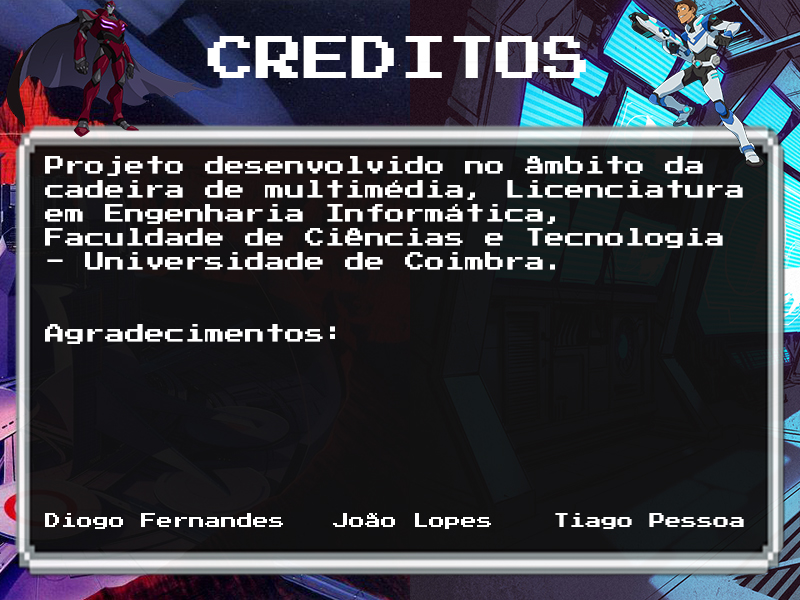 CREDITOS
Projeto desenvolvido no âmbito da
cadeira de multimédia, Licenciatura
em Engenharia Informática,
Faculdade de Ciências e Tecnologia
- Universidade de Coimbra.
Agradecimentos:
Diogo Fernandes João Lopes Tiago Pessoa